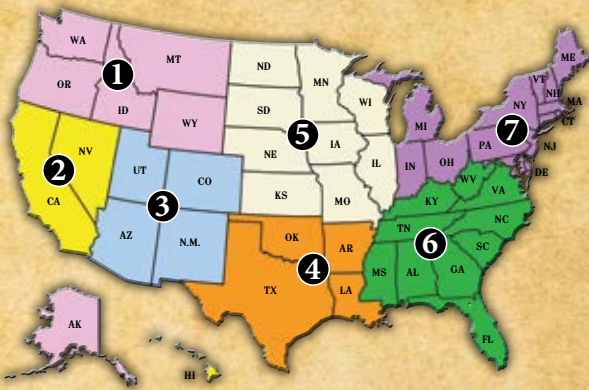 WA
MT
ND
MN
ME
VT
NH
OR
1
ID
SD
WI
NY
MA
WY
5
MI
7
CT
NV
NE
IA
PA
NJ
2
UT
CO
IL
IN
OH
DE
CA
3
KS
MO
WV
VA
KY
AZ
N.M.
OK
AR
TN
6
NC
4
SC
TX
LA
MS
AL
GA
AK
FL
HI